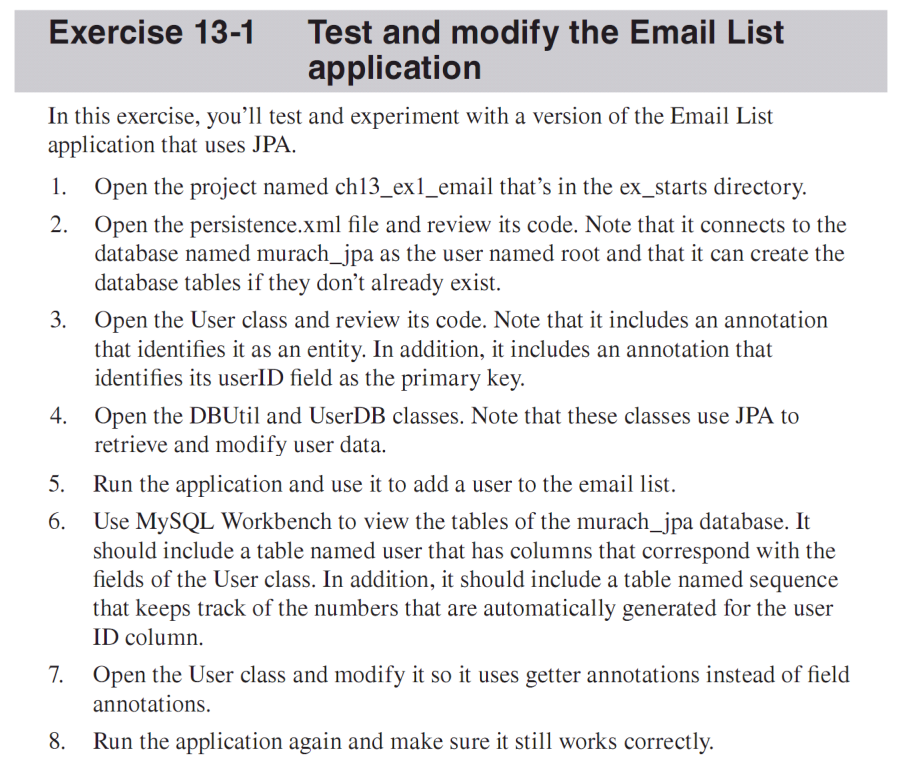 Exercise 13-1 Test and modify the Email List
application
In this exercise, you’ll test and experiment with a version of the Email List
application that uses JPA.
1. Open the project named ch13_ex1_email that’s in the ex_starts directory.
2. Open the persistence.xml file and review its code. Note that it connects to the
database named murach_jpa as the user named root and that it can create the
database tables if they don’t already exist.
3. Open the User class and review its code. Note that it includes an annotation
that identifies it as an entity. In addition, it includes an annotation that
identifies its userID field as the primary key.
4. Open the DBUtil and UserDB classes. Note that these classes use JPA to
retrieve and modify user data.
5. Run the application and use it to add a user to the email list.
6. Use MySQL Workbench to view the tables of the murach_jpa database. It
should include a table named user that has columns that correspond with the
fields of the User class. In addition, it should include a table named sequence
that keeps track of the numbers that are automatically generated for the user
ID column.
7. Open the User class and modify it so it uses getter annotations instead of field
annotations.
8. Run the application again and make sure it still works correctly.